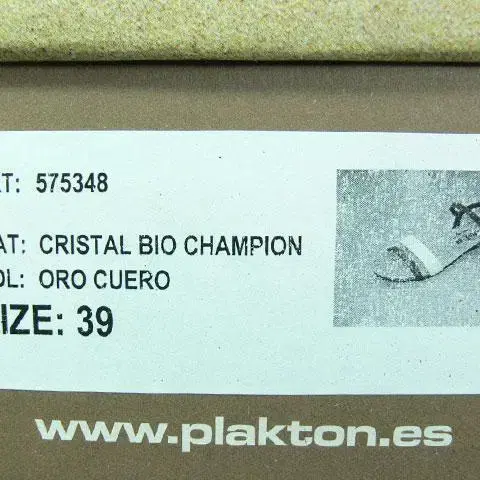 T: 575348
AT: CRISTAL BIO CHAMPION
OL: ORO CUERO
IZE: 39
www.plakton.es